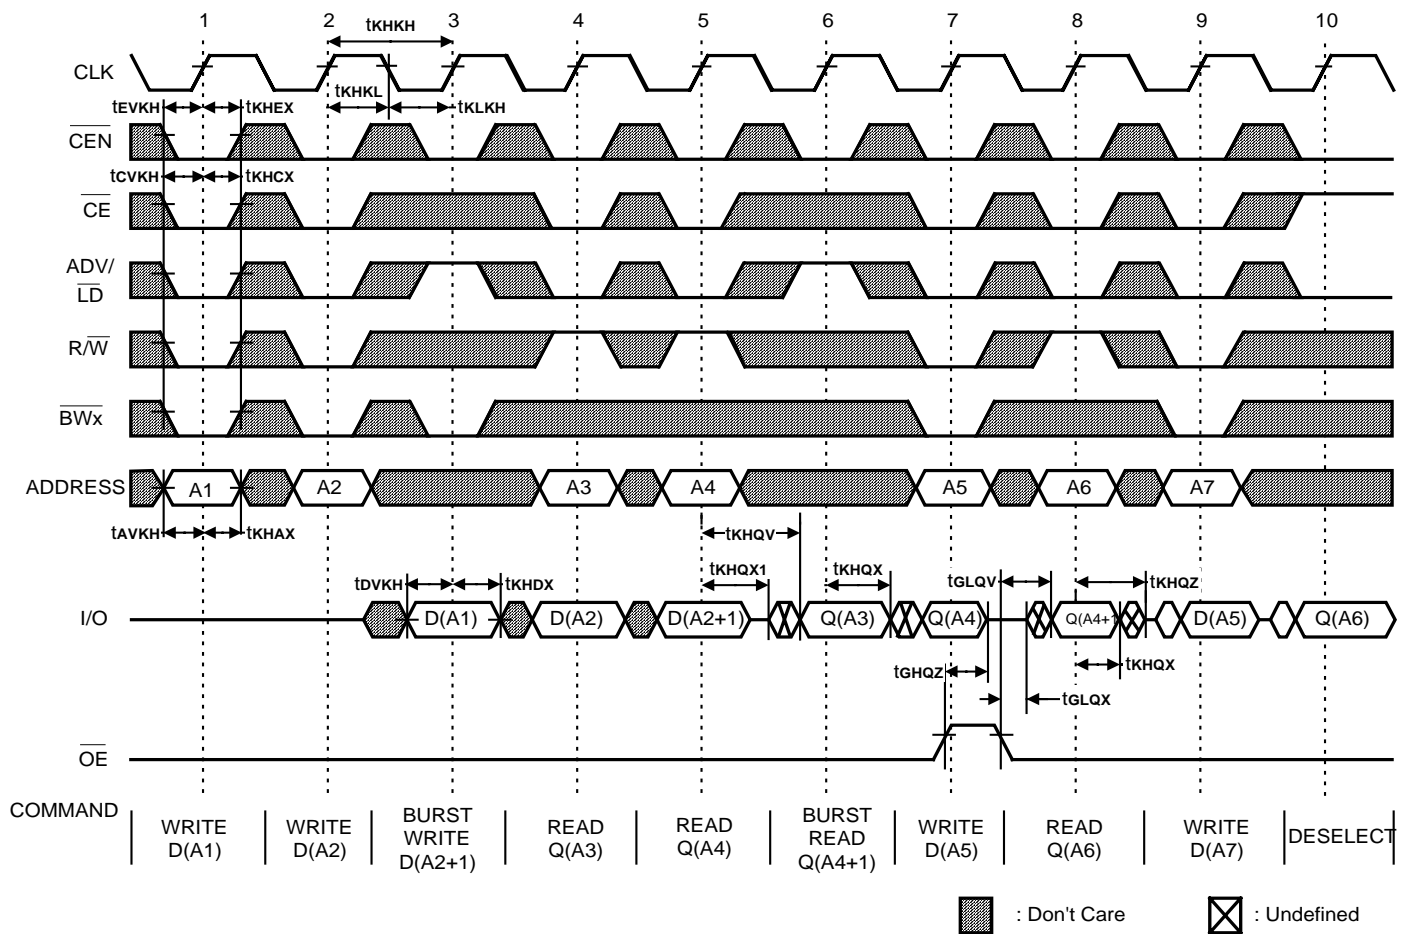 1 2 3 4 5 6 7 8 9 10
tKHKH
CLK
tKHKL
tEVKH tKHEX tKLKH
CEN
tCVKH tKHCX
CE
ADV/
LD
R/W
BWx
ADDRESS A1 A2 A3 A4 A5 A6 A7
tAVKH tKHAX tKHQV
tDVKH tKHDX tKHQX1 tKHQX tGLQV tKHQZ
I/O D(A1) D(A2) D(A2+1) Q(A3) Q(A4) Q(A4+1 D(A5) Q(A6)
tGHQZ tKHQX
tGLQX
OE
COMMAND
WRITE
D(A1)
WRITE
D(A2)
BURST
WRITE
D(A2+1)
READ
Q(A3)
READ
Q(A4)
BURST
READ
Q(A4+1)
WRITE
D(A5)
READ
Q(A6)
WRITE
D(A7)
DESELECT
: Don't Care : Undefined